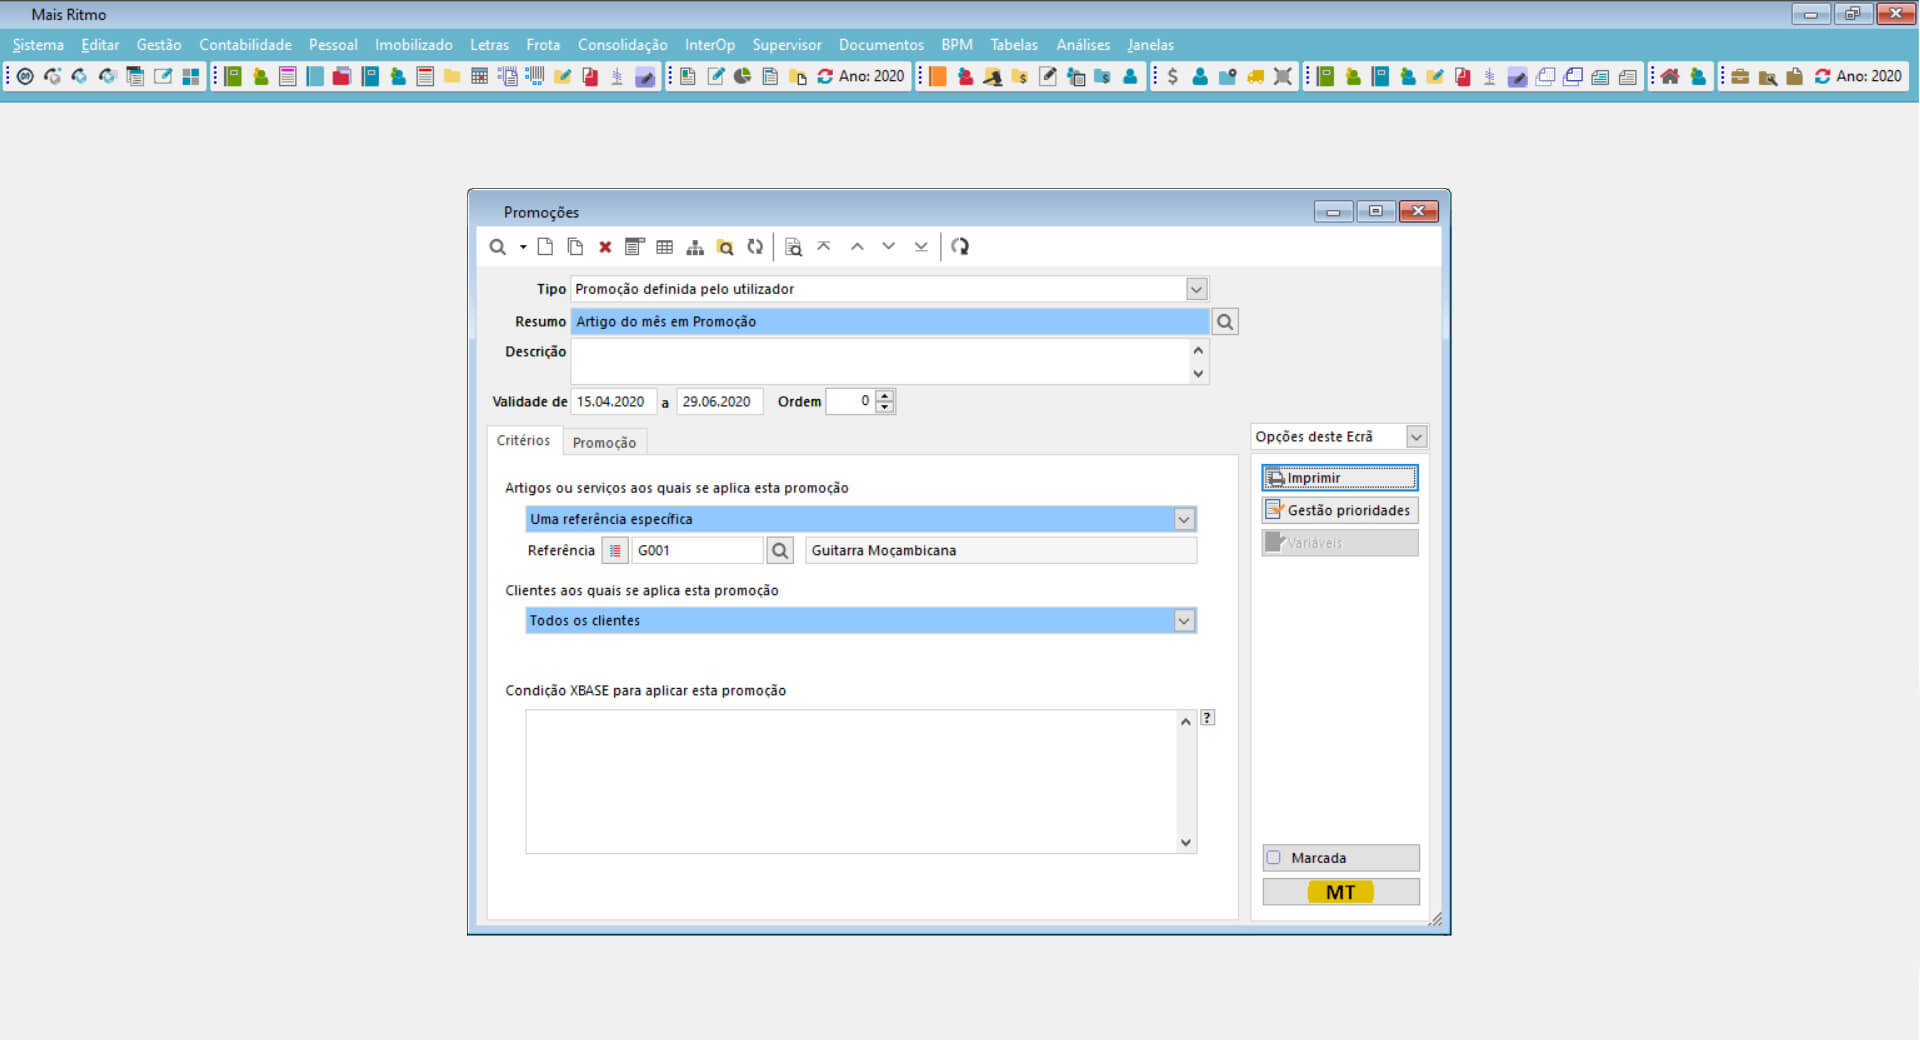 Mais Ritmo
Sistema Editar Gestão Contabilidade Pessoal Imobilizado Letras Frota Consolidação InterOp Supervisor Documentos BPM Tabelas Análises Janelas
Ano: 2020 Ano: 2020
Promoções
Tipo Promoção definida pelo utilizador
Resumo Artigo do mês em Promoção
Descrição
Validade de 15.04.2020 a 29.06.2020 Ordem 0
Critérios Promoção
Opções deste Ecrã
Imprimir
Gestão prioridades
Variáveis
Artigos ou serviços aos quais se aplica esta promoção
Uma referência específica
Referência G001 Guitarra Moçambicana
Clientes aos quais se aplica esta promoção
Todos os clientes
Condição XBASE para aplicar esta promoção
?
Marcada
MT